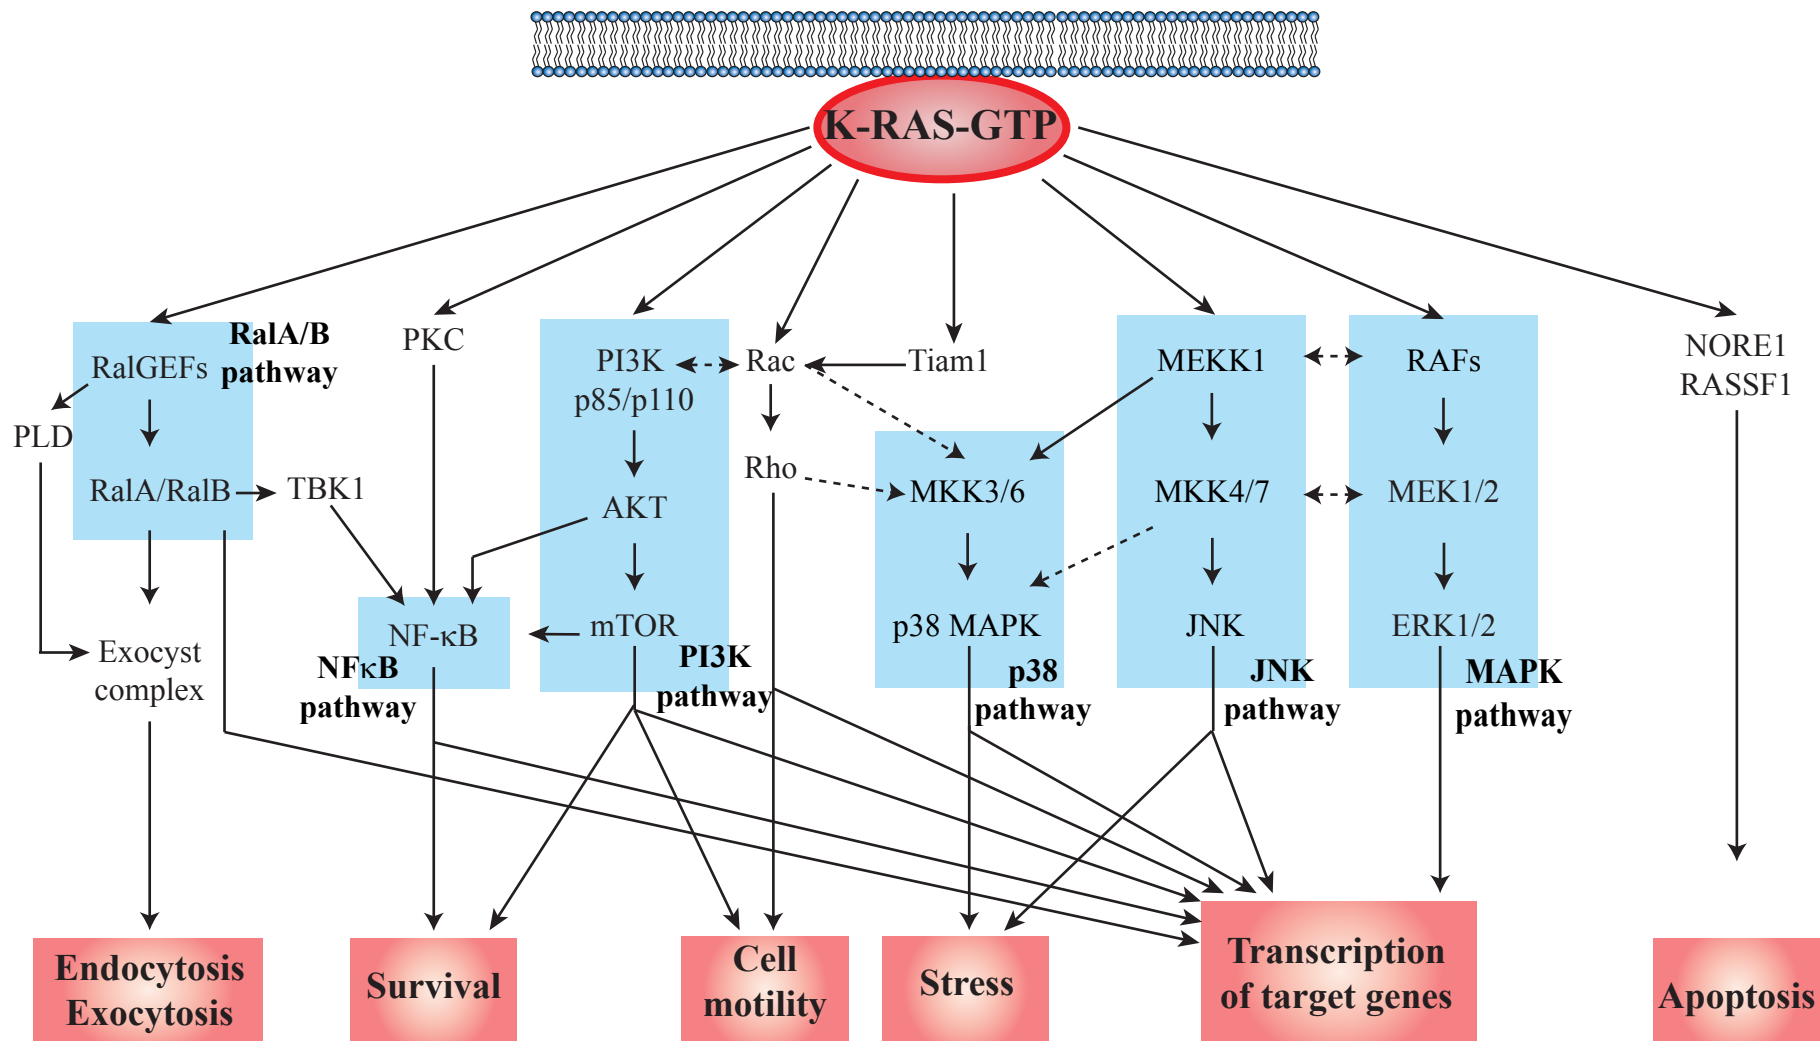 K-RAS-GTP
RalA/B
pathway
RalGEFs
PLD
RalA/RalB
TBK1
Exocyst
complex
PKC
NF-κB
NFκB
pathway
PI3K
p85/p110
AKT
mTOR
PI3K
pathway
Rac
Tiam1
Rho
MKK3/6
p38 MAPK
p38
pathway
MEKK1
MKK4/7
JNK
JNK
pathway
RAFs
MEK1/2
ERK1/2
MAPK
pathway
NORE1
RASSF1
Endocytosis
Exocytosis
Survival
Cell
motility
Stress
Transcription
of target genes
Apoptosis